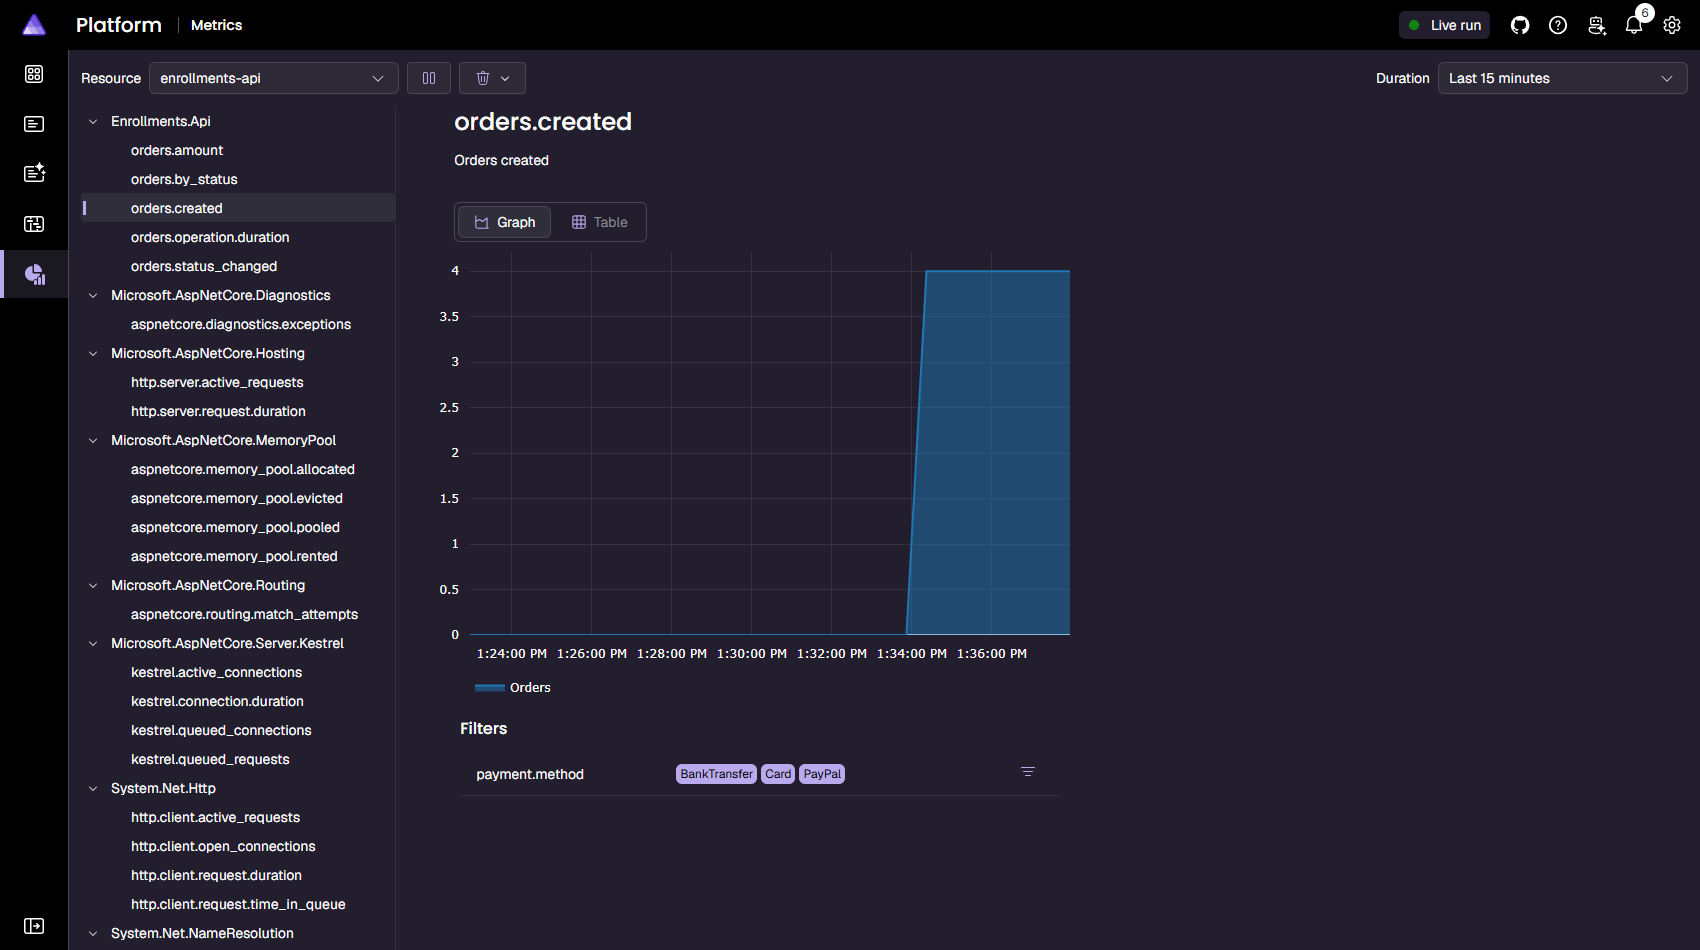 Platform
Metrics
Live run
6
Resource
enrollments-api
Duration
Last 15 minutes
Enrollments.Api
orders.amount
orders.by_status
orders.created
orders.operation.duration
orders.status_changed
Microsoft.AspNetCore.Diagnostics
aspnetcore.diagnostics.exceptions
Microsoft.AspNetCore.Hosting
http.server.active_requests
http.server.request.duration
Microsoft.AspNetCore.MemoryPool
aspnetcore.memory_pool.allocated
aspnetcore.memory_pool.evicted
aspnetcore.memory_pool.pooled
aspnetcore.memory_pool.rented
Microsoft.AspNetCore.Routing
aspnetcore.routing.match_attempts
Microsoft.AspNetCore.Server.Kestrel
kestrel.active_connections
kestrel.connection.duration
kestrel.queued_connections
kestrel.queued_requests
System.Net.Http
http.client.active_requests
http.client.open_connections
http.client.request.duration
http.client.request.time_in_queue
System.Net.NameResolution
orders.created
Orders created
Graph
Table
4
3.5
3
2.5
2
1.5
1
0.5
0
1:24:00 PM 1:26:00 PM 1:28:00 PM 1:30:00 PM 1:32:00 PM 1:34:00 PM 1:36:00 PM
Orders
Filters
payment.method BankTransfer Card PayPal